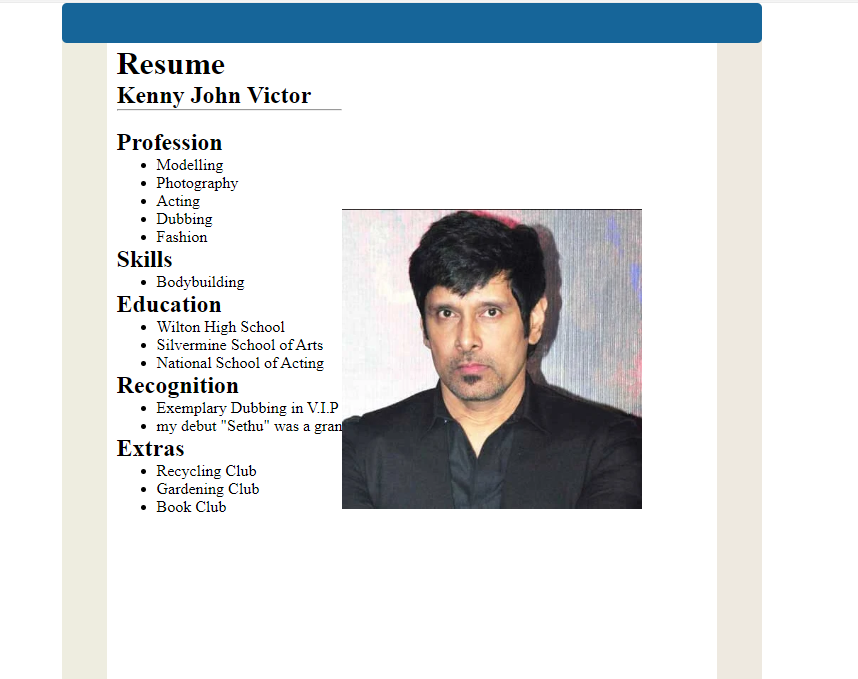 Resume
Kenny John Victor
Profession
Modelling
Photography
Acting
Dubbing
Fashion
Skills
Bodybuilding
Education
Wilton High School
Silvermine School of Arts
National School of Acting
Recognition
Exemplary Dubbing in V.I.P
my debut "Sethu" was a gran
Extras
Recycling Club
Gardening Club
Book Club